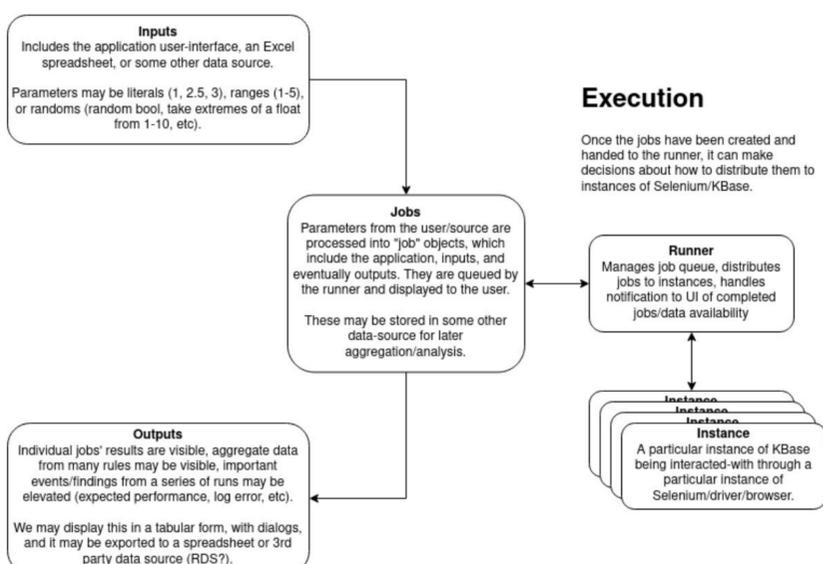 Inputs
Includes the application user-interface, an Excel
spreadsheet, or some other data source.
Parameters may be literals (1, 2.5, 3), ranges (1-5),
or randoms (random bool, take extremes of a float
from 1-10, etc).
Execution
Once the jobs have been created and
handed to the runner, it can make
decisions about how to distribute them to
instances of Selenium/KBase.
Jobs
Parameters from the user/source are
processed into "job" objects, which
include the application, inputs, and
eventually outputs. They are queued by
the runner and displayed to the user.
These may be stored in some other
data-source for later
aggregation/analysis.
Runner
Manages job queue, distributes
jobs to instances, handles
notification to UI of completed
jobs/data availability
Instance
Instance
Instance
Instance
A particular instance of KBase
being interacted-with through a
particular instance of
Selenium/driver/browser.
Outputs
Individual jobs' results are visible, aggregate data
from many rules may be visible, important
events/findings from a series of runs may be
elevated (expected performance, log error, etc).
We may display this in a tabular form, with dialogs,
and it may be exported to a spreadsheet or 3rd
party data source (RDS?).